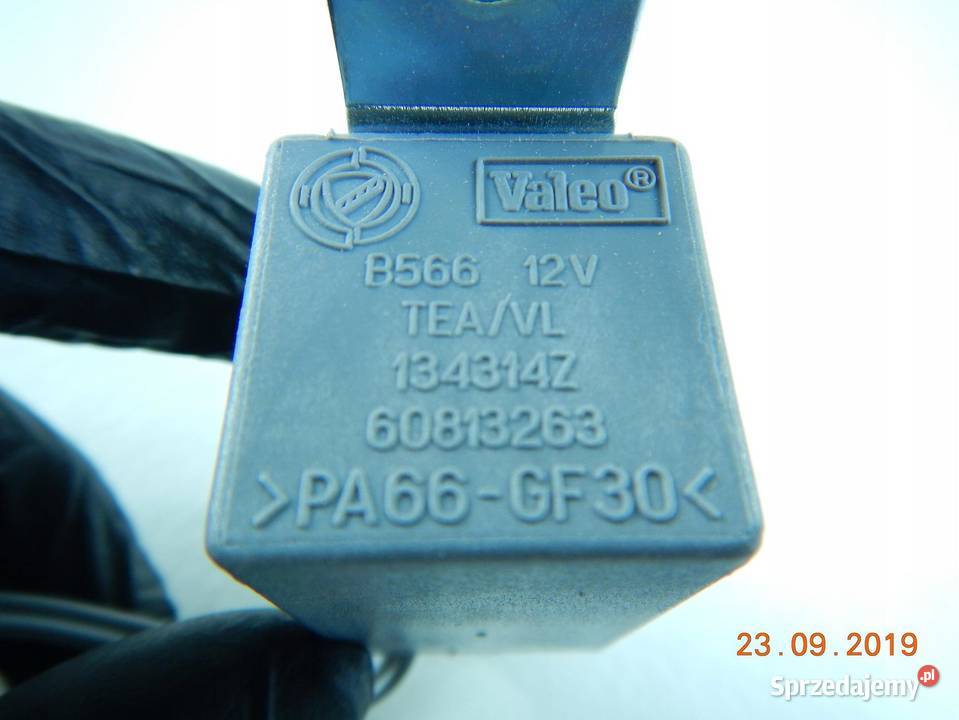 Valeo®
B566 12V
TEA/VL
134314Z
60813263
>PA66-GF30<
23.09.2019
Sprzedajemy.pl